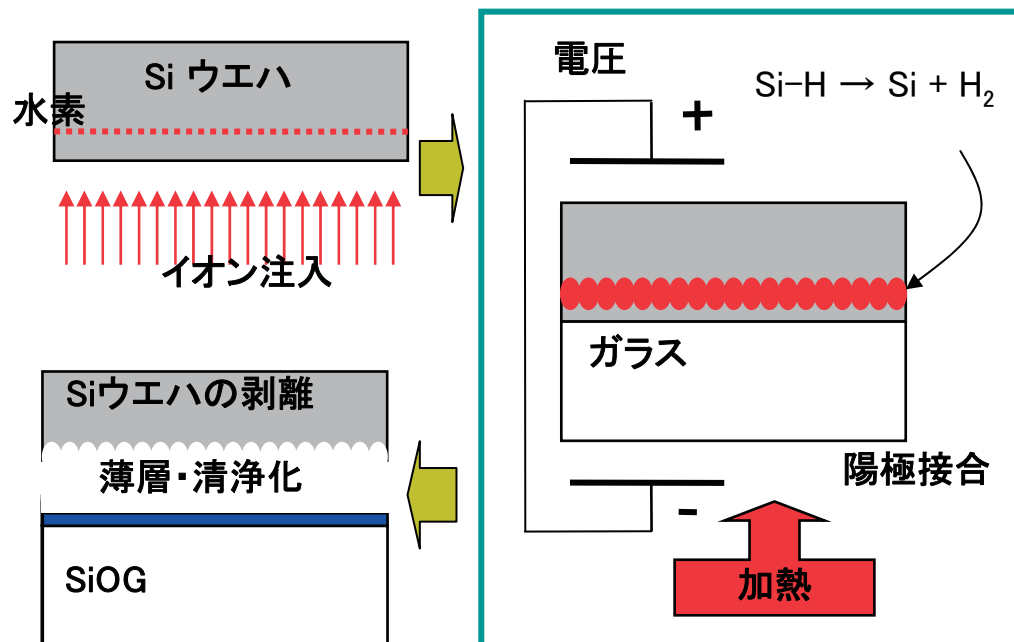 Si ウエハ
水素
イオン注入
電圧
Si-H → Si + H₂
+
ガラス
陽極接合
-
加熱
Siウエハの剥離
薄層・清浄化
SiOG